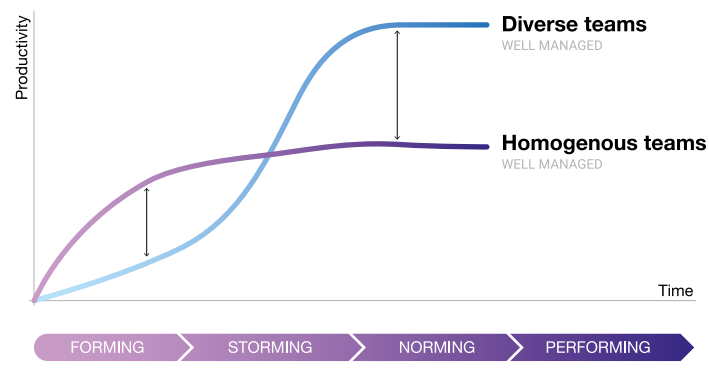 Productivity
Diverse teams
WELL MANAGED
Homogenous teams
WELL MANAGED
Time
FORMING
STORMING
NORMING
PERFORMING